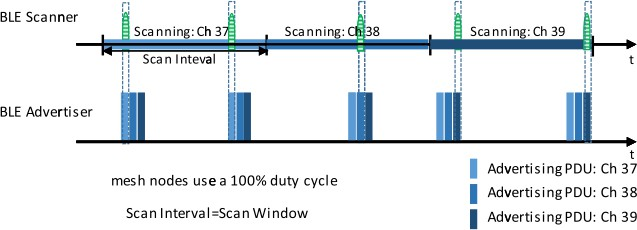 BLE Scanner
Scanning: Ch 37
Scanning: Ch 38
Scanning: Ch 39
Scan Inteval
t
BLE Advertiser
t
mesh nodes use a 100% duty cycle
Scan Interval=Scan Window
Advertising PDU: Ch 37
Advertising PDU: Ch 38
Advertising PDU: Ch 39